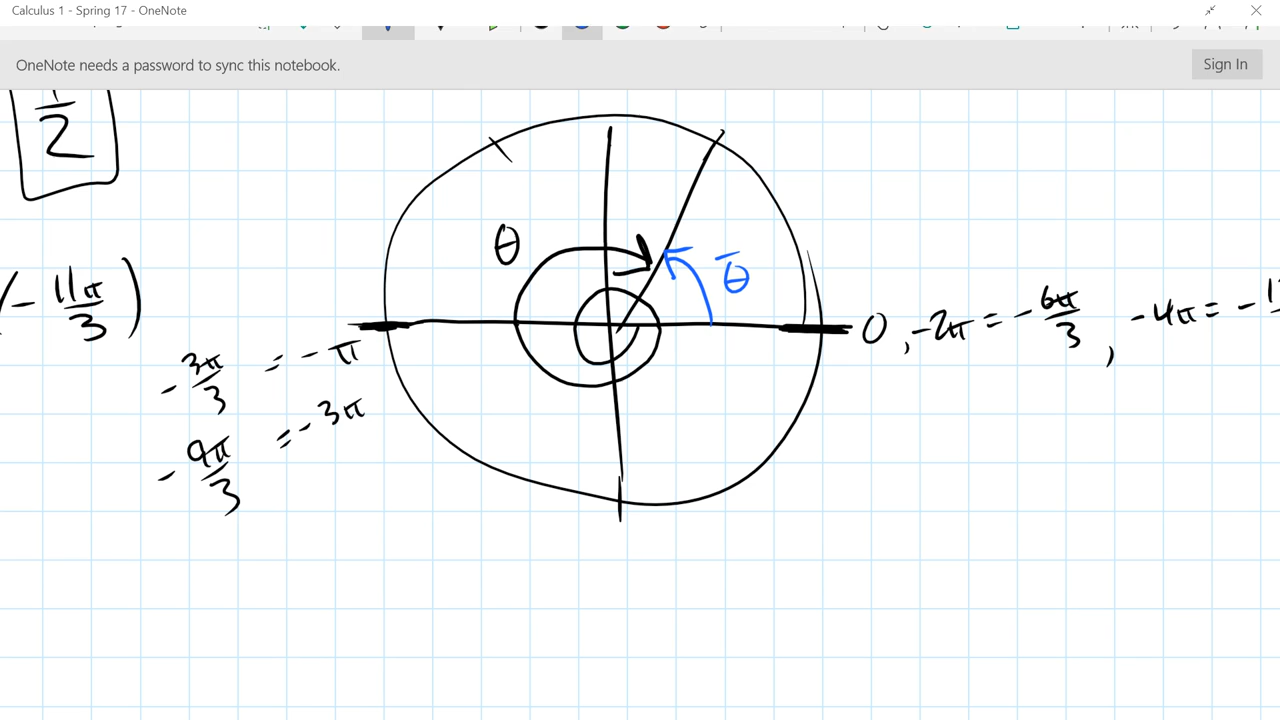 Calculus 1 - Spring 17 - OneNote
OneNote needs a password to sync this notebook.
Sign In
1/2
(- 11π/3)
θ
θ̄
0, -2π = - 6π/3, -4π = -
- 3π/3 = - π
- 9π/3 = - 3π